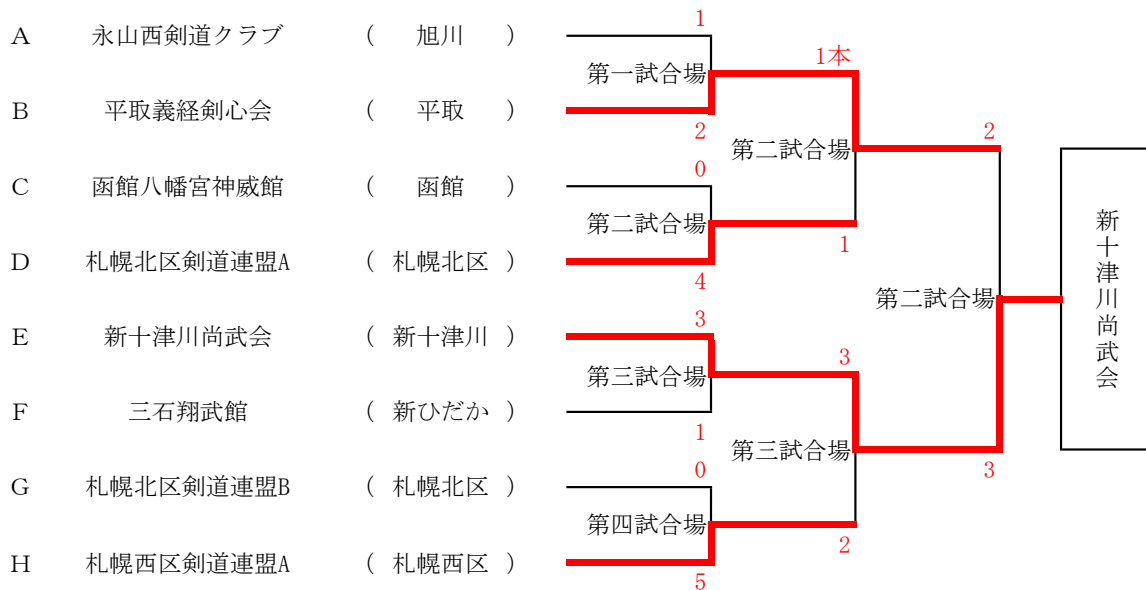 1
A 永山西剣道クラブ ( 旭川 )
1本
第一試合場
B 平取義経剣心会 ( 平取 )
2
2
第二試合場
0
C 函館八幡宮神威館 ( 函館 )
第二試合場
1
D 札幌北区剣道連盟A ( 札幌北区 )
4
第二試合場
新十津川尚武会
3
E 新十津川尚武会 ( 新十津川 )
3
第三試合場
F 三石翔武館 ( 新ひだか )
1
第三試合場
0
3
G 札幌北区剣道連盟B ( 札幌北区 )
第四試合場
2
H 札幌西区剣道連盟A ( 札幌西区 )
5